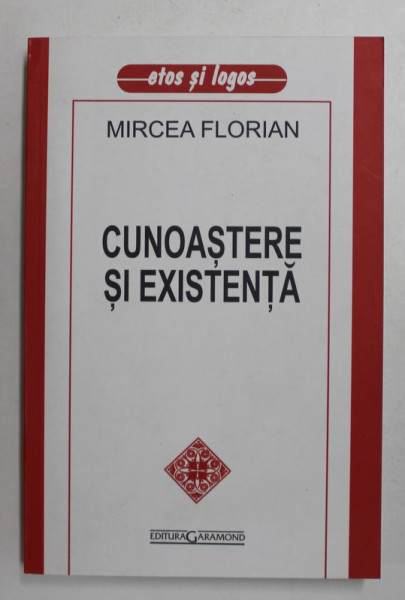 etos și logos
MIRCEA FLORIAN
CUNOAȘTERE
ȘI EXISTENȚĂ
EDITURA GARAMOND